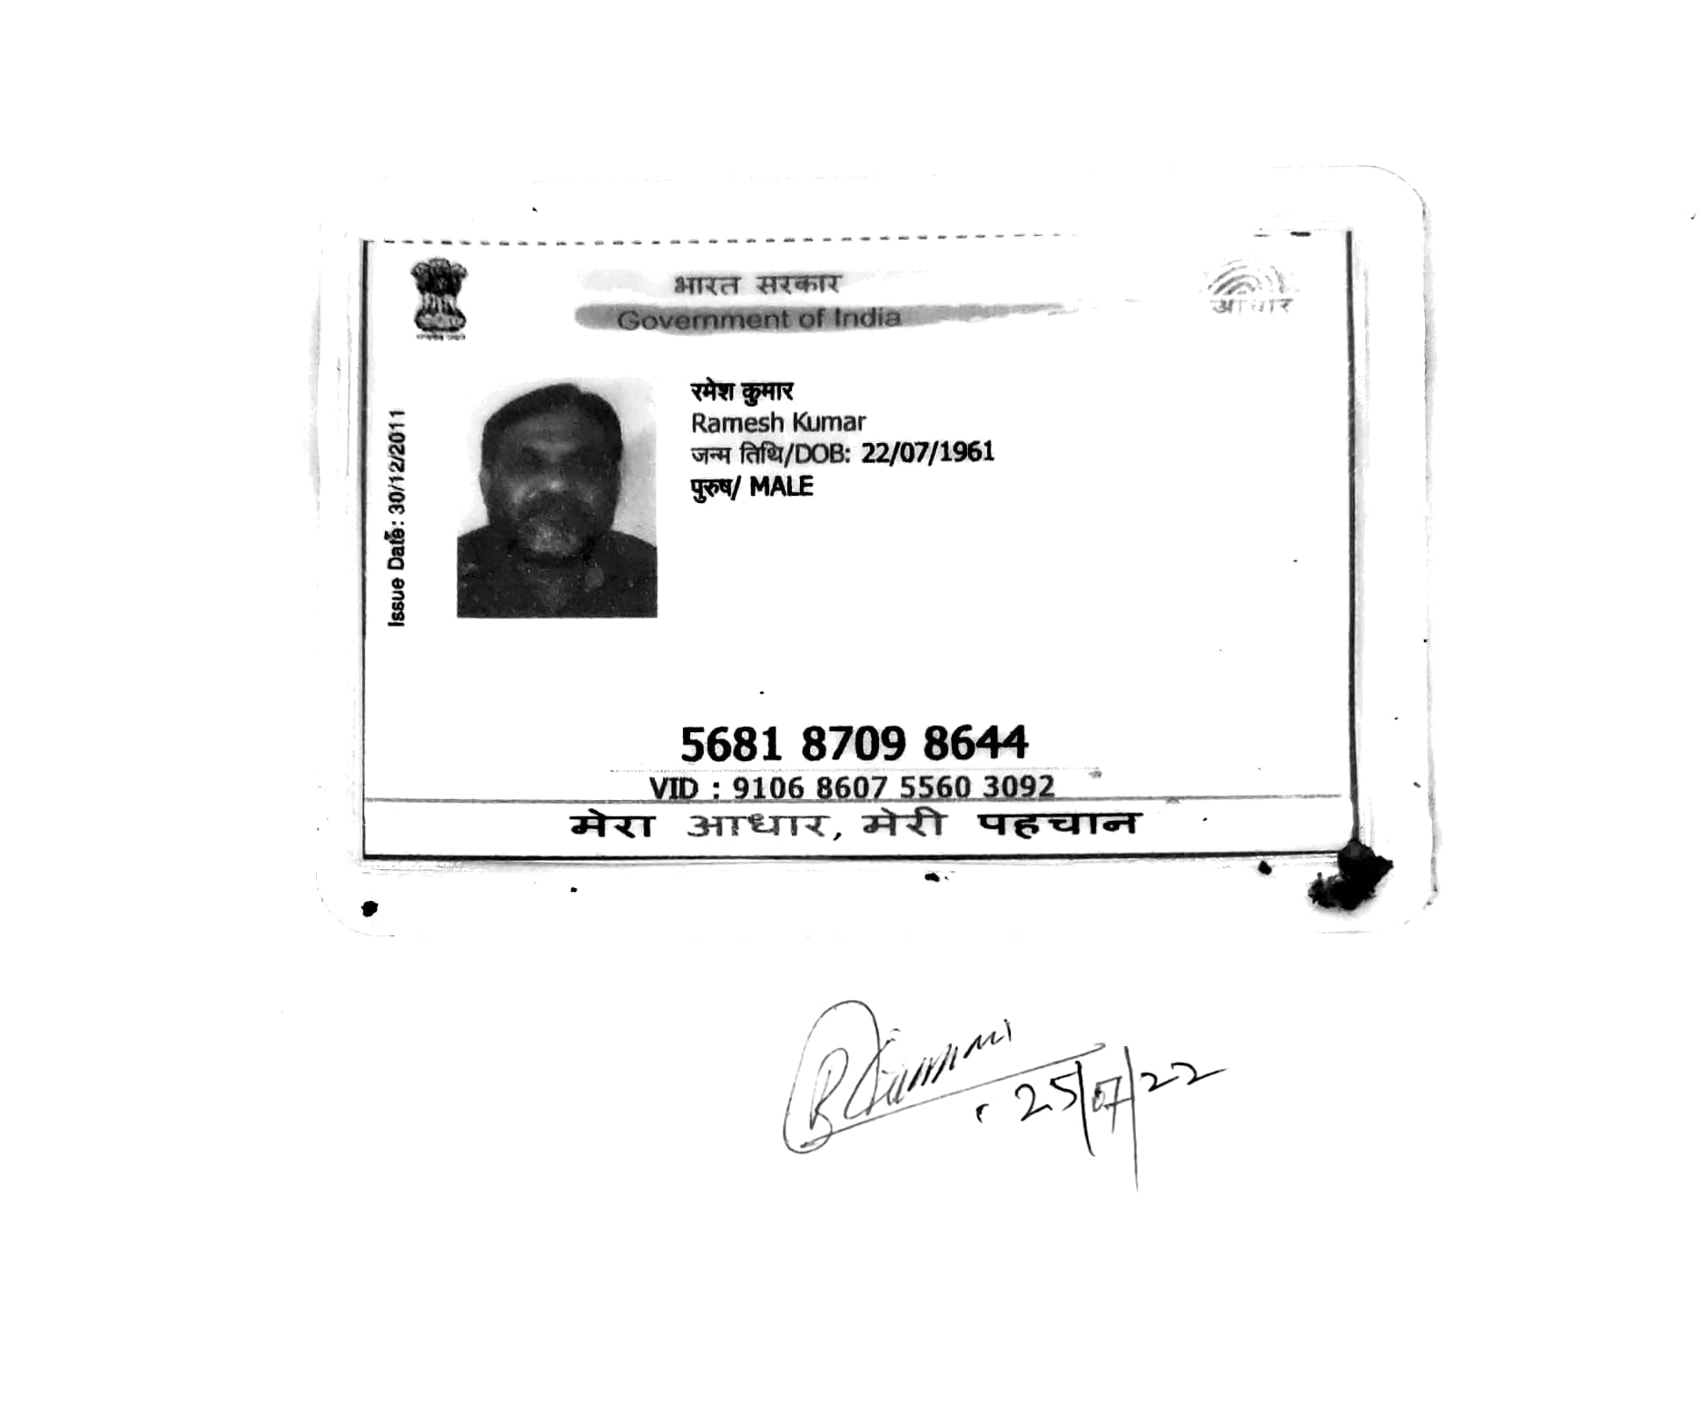 भारत सरकार
Government of India
आधार
Issue Date: 30/12/2011
रमेश कुमार
Ramesh Kumar
जन्म तिथि/DOB: 22/07/1961
पुरुष/ MALE
5681 8709 8644
VID : 9106 8607 5560 3092
मेरा आधार, मेरी पहचान
RKumar
25/07/22